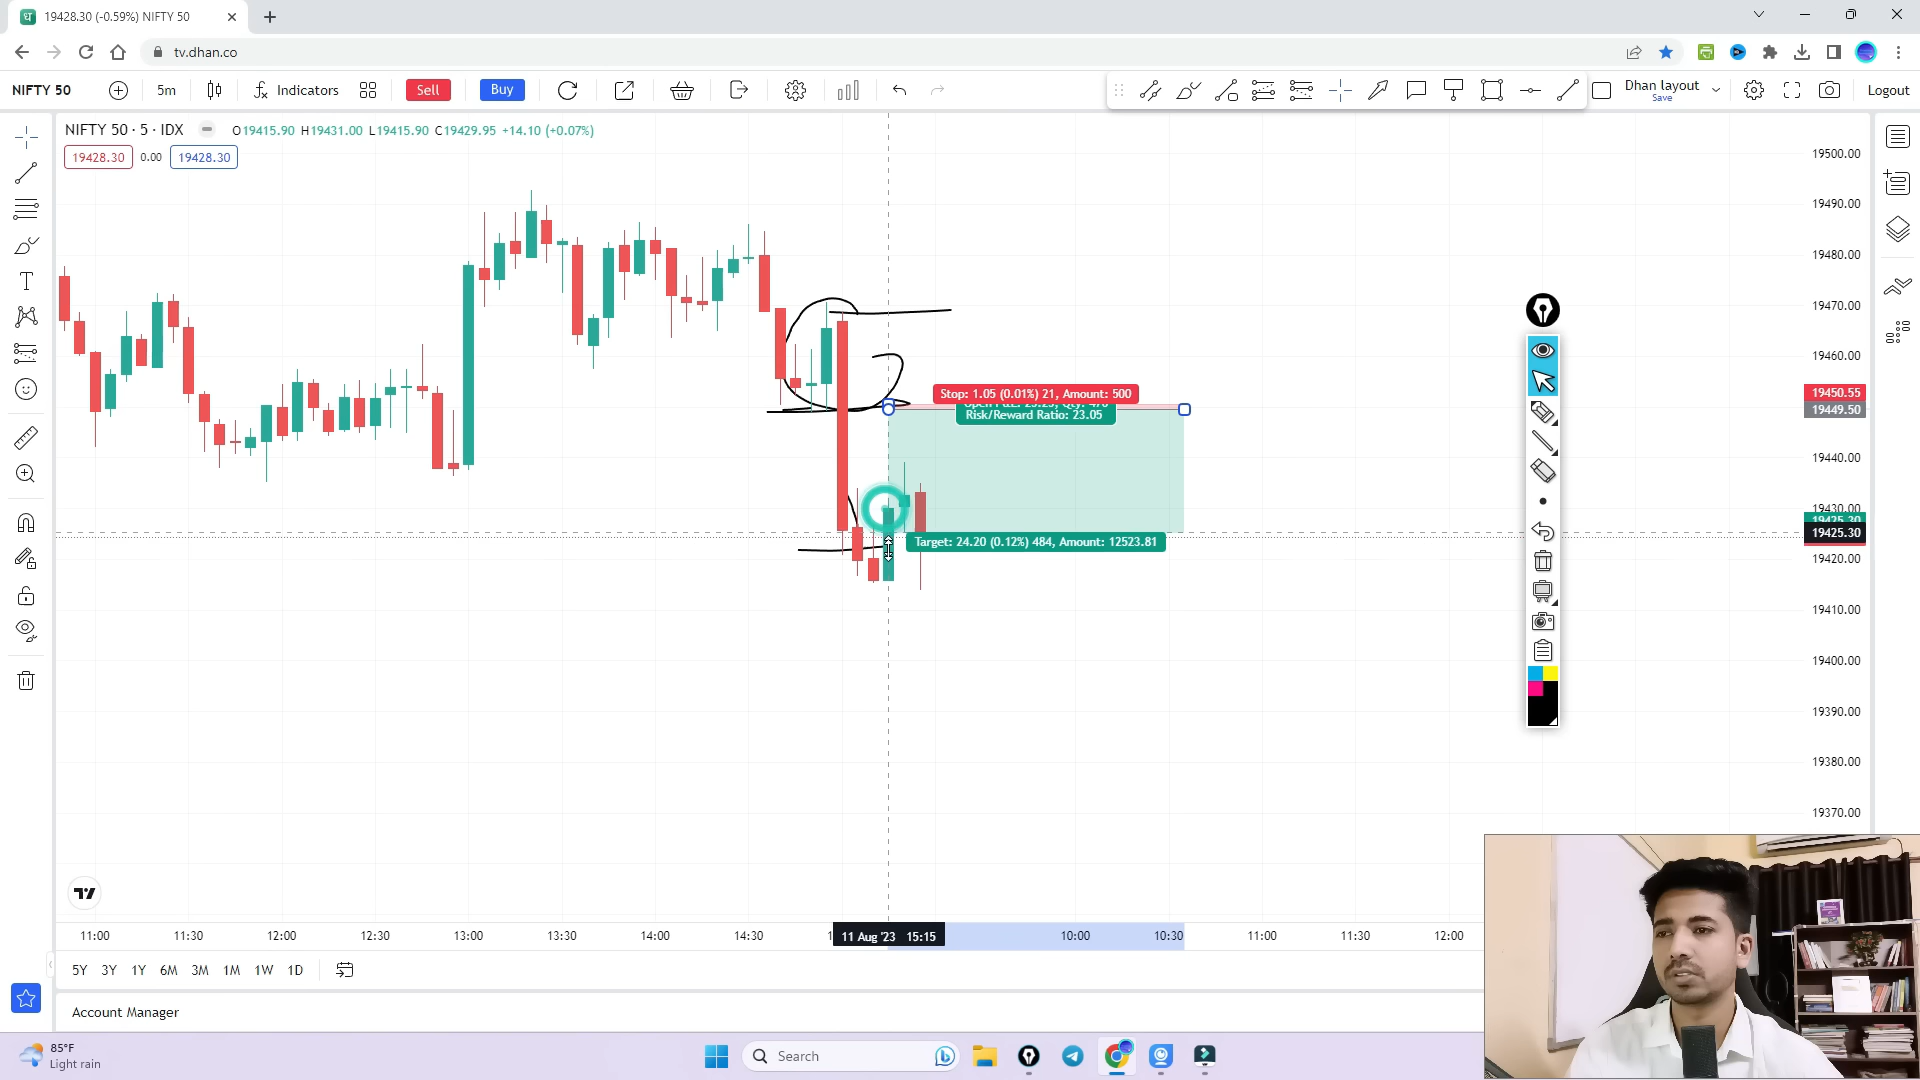 19428.30 (-0.59%) NIFTY 50
tv.dhan.co
NIFTY 50
5m
Indicators
Sell
Buy
Dhan layout
Save
Logout
NIFTY 50 · 5 · IDX
O19415.90 H19431.00 L19415.90 C19429.95 +14.10 (+0.07%)
19428.30
0.00
19428.30
19500.00
19490.00
19480.00
19470.00
19460.00
19450.55
19449.50
19440.00
19430.00
19425.30
19425.30
19420.00
19410.00
19400.00
19390.00
19380.00
19370.00
Stop: 1.05 (0.01%) 21, Amount: 500
Risk/Reward Ratio: 23.05
Target: 24.20 (0.12%) 484, Amount: 12523.81
11:00
11:30
12:00
12:30
13:00
13:30
14:00
14:30
11 Aug '23 15:15
10:00
10:30
11:00
11:30
12:00
5Y 3Y 1Y 6M 3M 1M 1W 1D
Account Manager
85°F
Light rain
Search